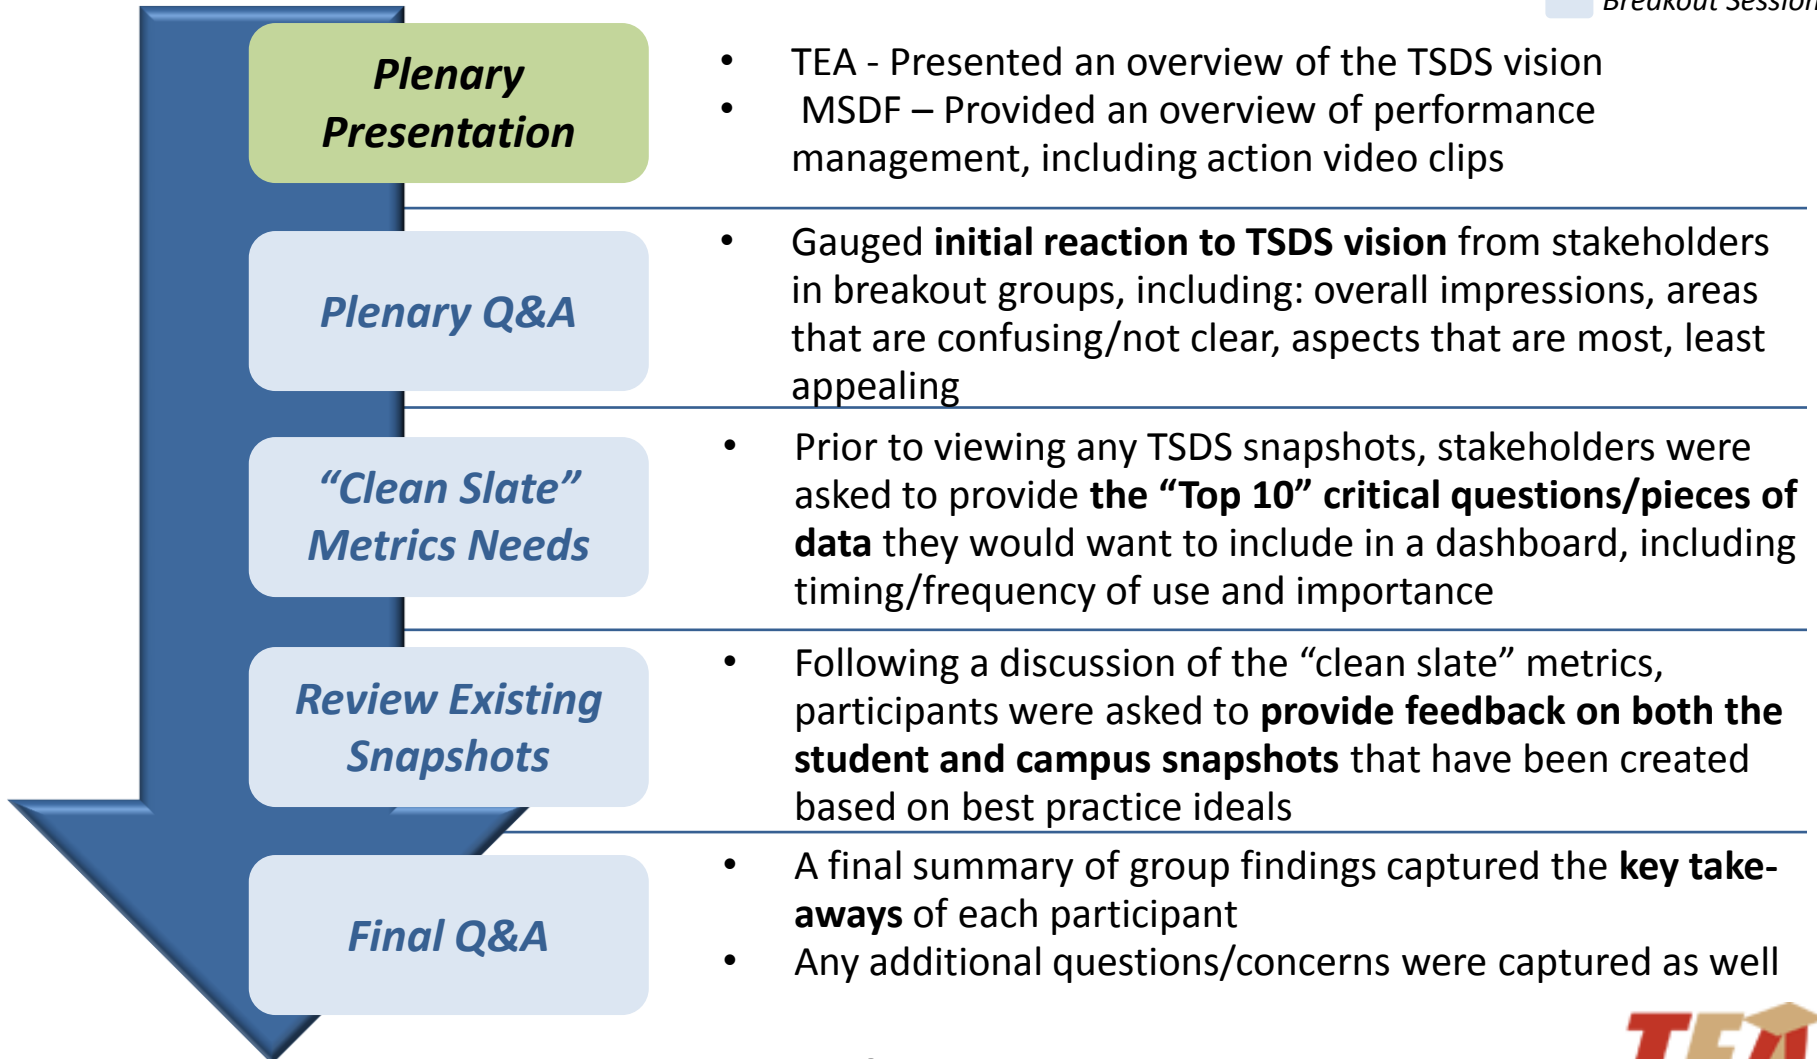 Breakout Session
Plenary
Presentation
• TEA - Presented an overview of the TSDS vision
• MSDF – Provided an overview of performance
management, including action video clips
Plenary Q&A
• Gauged initial reaction to TSDS vision from stakeholders
in breakout groups, including: overall impressions, areas
that are confusing/not clear, aspects that are most, least
appealing
“Clean Slate”
Metrics Needs
• Prior to viewing any TSDS snapshots, stakeholders were
asked to provide the “Top 10” critical questions/pieces of
data they would want to include in a dashboard, including
timing/frequency of use and importance
Review Existing
Snapshots
• Following a discussion of the “clean slate” metrics,
participants were asked to provide feedback on both the
student and campus snapshots that have been created
based on best practice ideals
Final Q&A
• A final summary of group findings captured the key take-
aways of each participant
• Any additional questions/concerns were captured as well
TEA